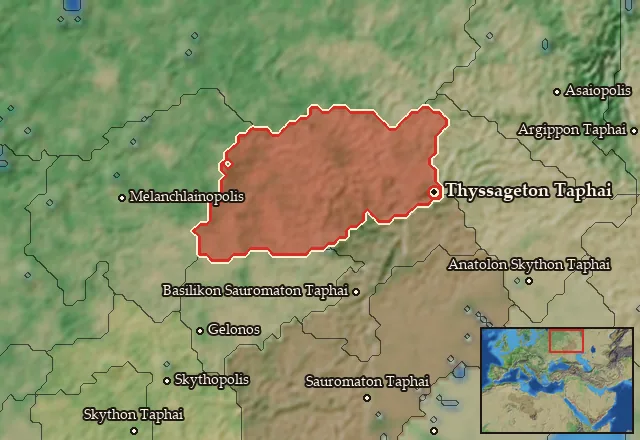 Asaiopolis
Argippon Taphai
Thyssageton Taphai
Melanchlainopolis
Anatolon Skython Taphai
Basilikon Sauromaton Taphai
Gelonos
Skythopolis
Sauromaton Taphai
Skython Taphai